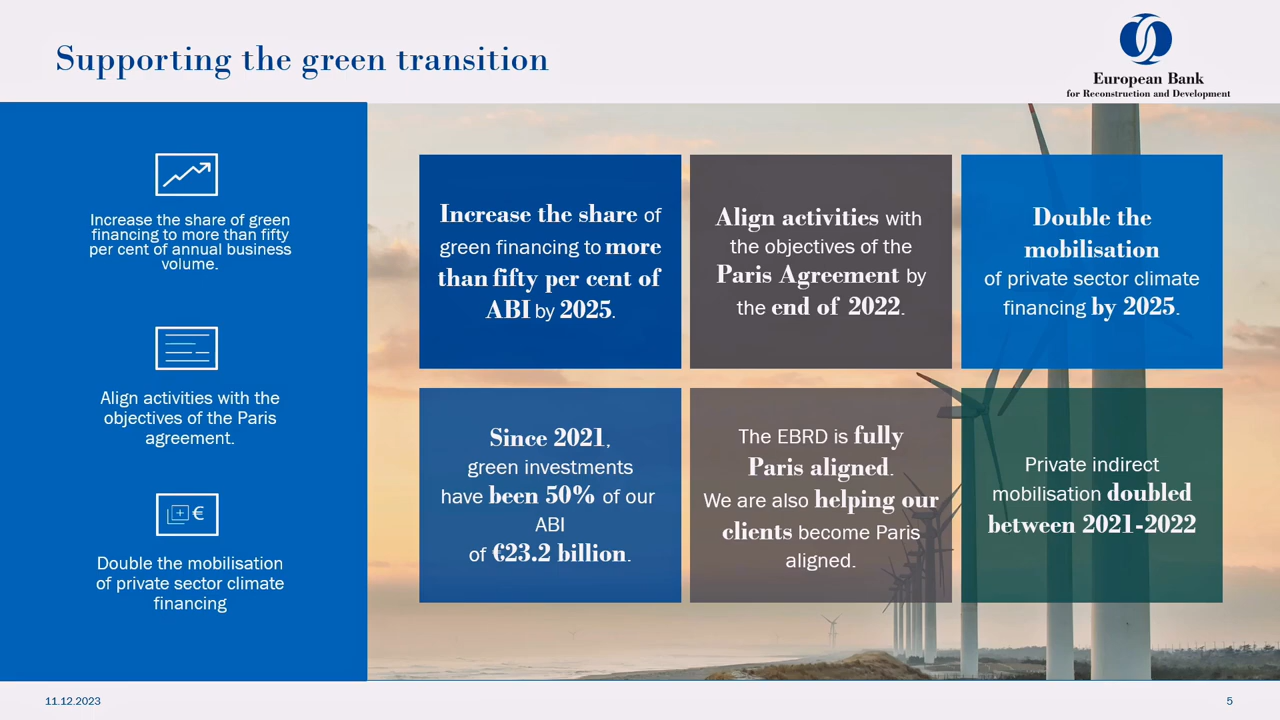 Supporting the green transition
European Bank
for Reconstruction and Development
Increase the share of green
financing to more than fifty
per cent of annual business
volume.
Align activities with the
objectives of the Paris
agreement.
€
Double the mobilisation
of private sector climate
financing
Increase the share of
green financing to more
than fifty per cent of
ABI by 2025.
Align activities with
the objectives of the
Paris Agreement by
the end of 2022.
Double the
mobilisation
of private sector climate
financing by 2025.
Since 2021,
green investments
have been 50% of our
ABI
of €23.2 billion.
The EBRD is fully
Paris aligned.
We are also helping our
clients become Paris
aligned.
Private indirect
mobilisation doubled
between 2021-2022
11.12.2023
5